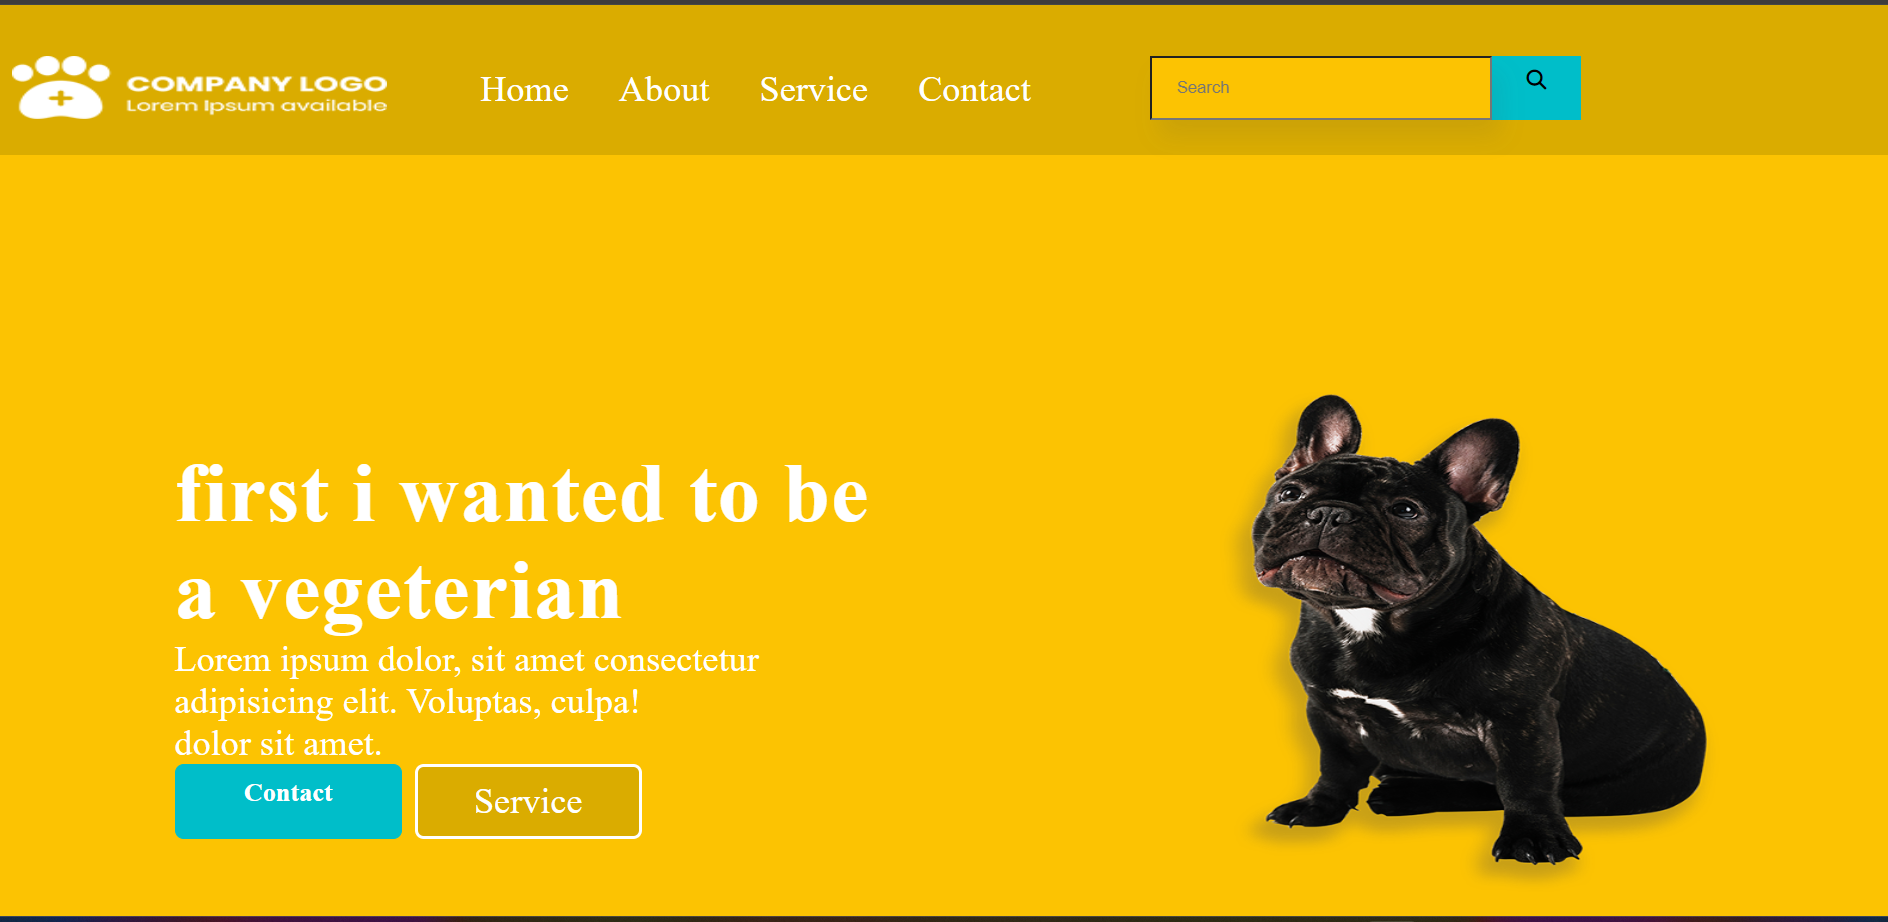 COMPANY LOGO
Lorem Ipsum available
Home About Service Contact
Search
first i wanted to be
a vegeterian
Lorem ipsum dolor, sit amet consectetur
adipisicing elit. Voluptas, culpa!
dolor sit amet.
Contact
Service